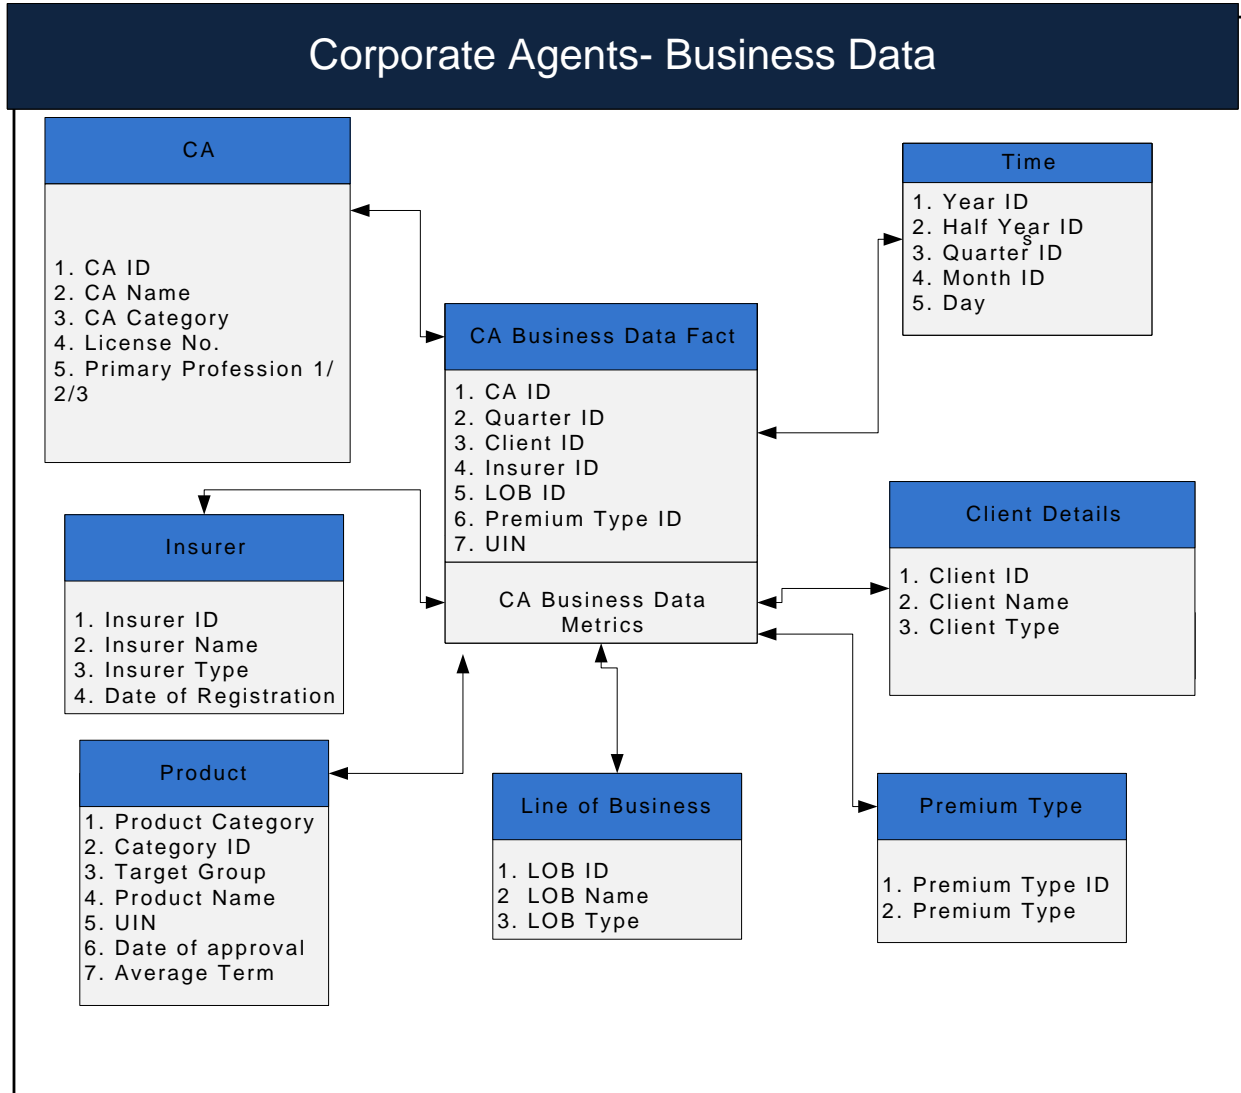 Corporate Agents- Business Data
CA
1. CA ID
2. CA Name
3. CA Category
4. License No.
5. Primary Profession 1/
2/3
Time
1. Year ID
2. Half Year ID
s
3. Quarter ID
4. Month ID
5. Day
CA Business Data Fact
1. CA ID
2. Quarter ID
3. Client ID
4. Insurer ID
5. LOB ID
6. Premium Type ID
7. UIN
CA Business Data
Metrics
Insurer
1. Insurer ID
2. Insurer Name
3. Insurer Type
4. Date of Registration
Client Details
1. Client ID
2. Client Name
3. Client Type
Product
1. Product Category
2. Category ID
3. Target Group
4. Product Name
5. UIN
6. Date of approval
7. Average Term
Line of Business
1. LOB ID
2 LOB Name
3. LOB Type
Premium Type
1. Premium Type ID
2. Premium Type